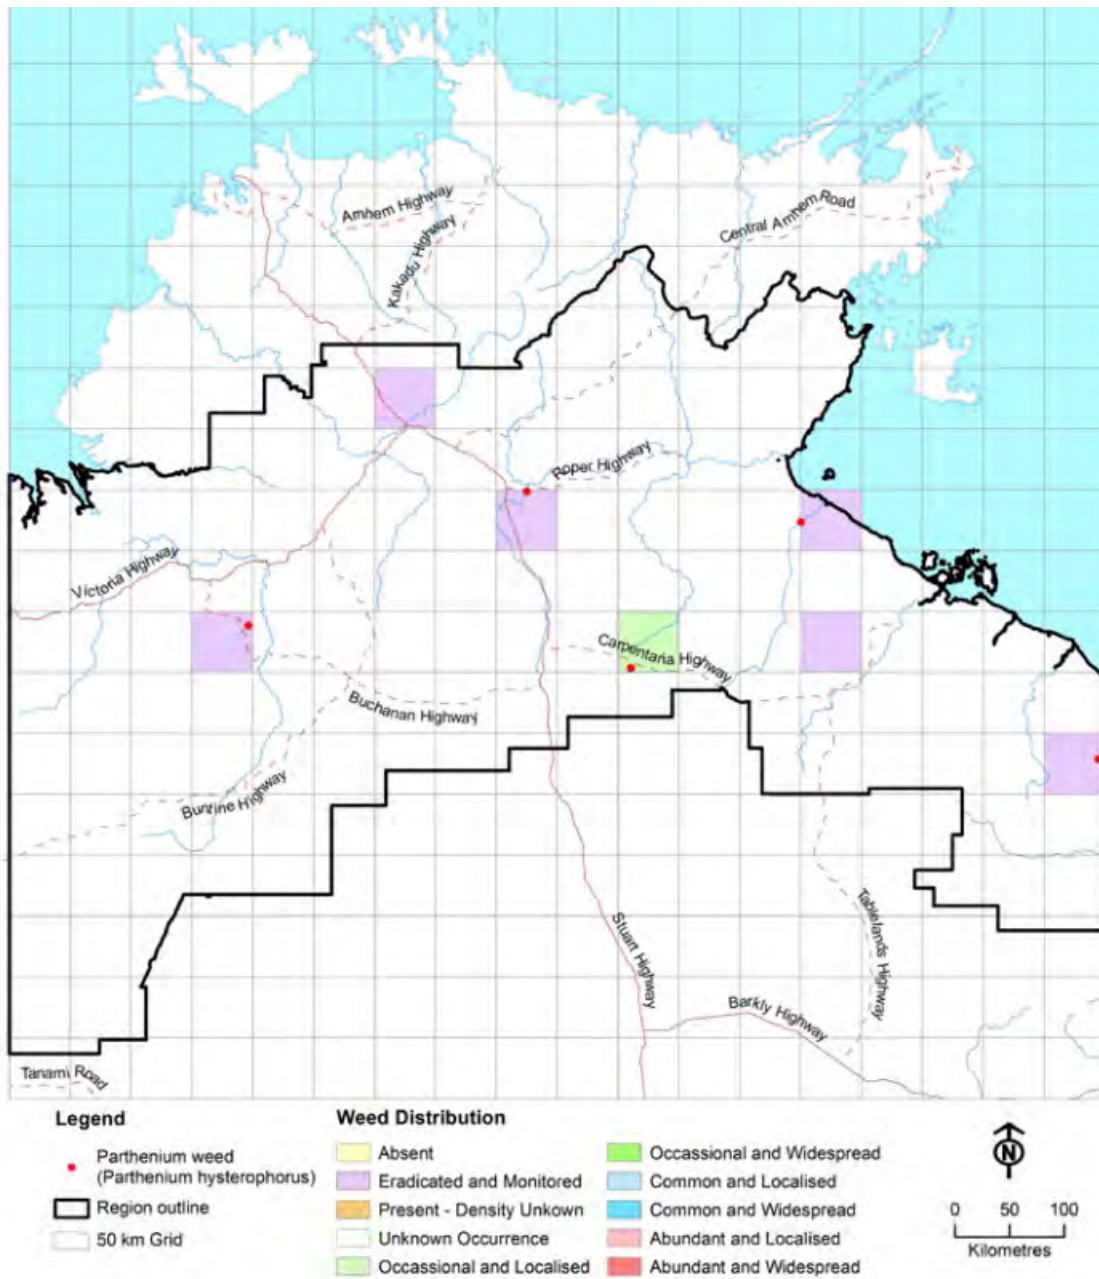 Arnhem Highway
Kakadu Highway
Central Arnhem Road
Roper Highway
Victoria Highway
Carpentaria Highway
Buchanan Highway
Buntine Highway
Stuart Highway
Tablelands Highway
Barkly Highway
Tanami Road
Legend
Parthenium weed
(Parthenium hysterophorus)
Region outline
50 km Grid
Weed Distribution
Absent
Eradicated and Monitored
Present - Density Unkown
Unknown Occurrence
Occassional and Localised
Occassional and Widespread
Common and Localised
Common and Widespread
Abundant and Localised
Abundant and Widespread
N
0 50 100
Kilometres